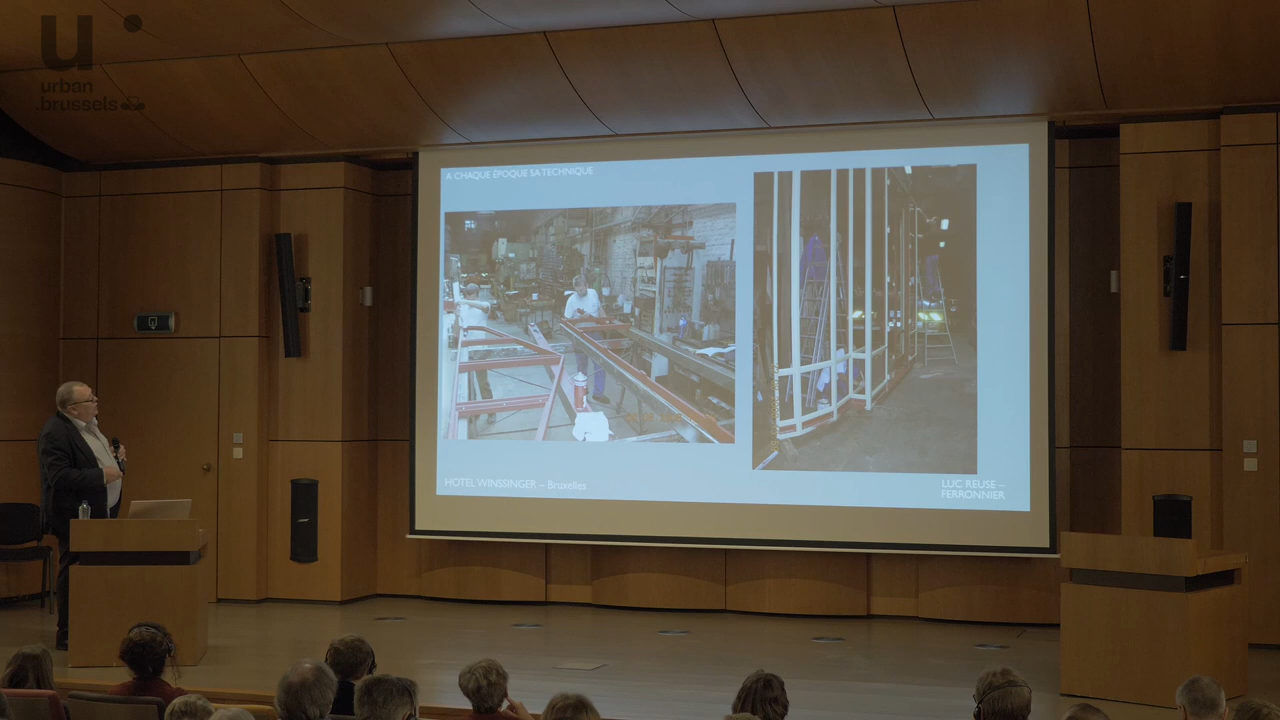 urban
.brussels
A CHAQUE EPOQUE SA TECHNIQUE
HOTEL WINSSINGER – Bruxelles
LUC REUSE –
FERRONNIER